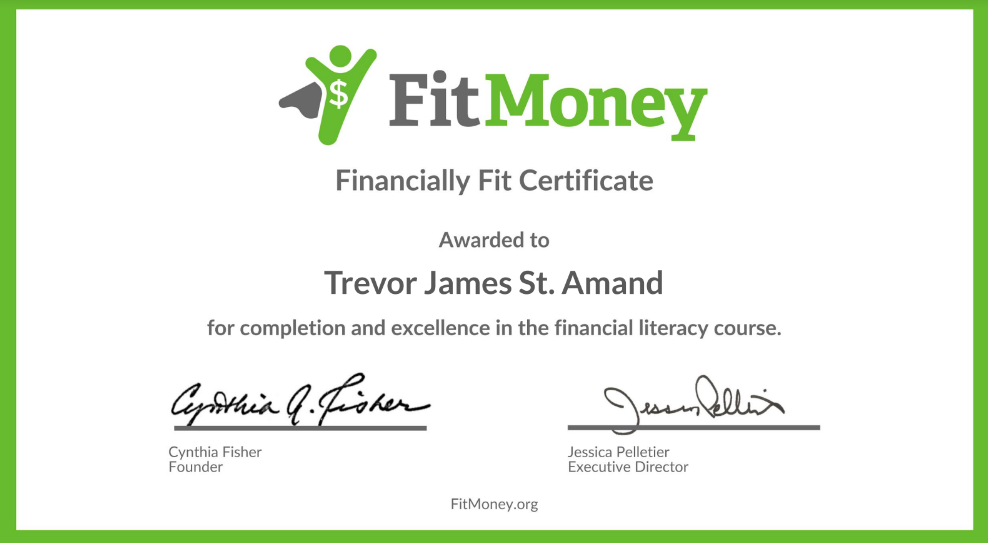 $
FitMoney
Financially Fit Certificate
Awarded to
Trevor James St. Amand
for completion and excellence in the financial literacy course.
Cynthia A. Fisher
Jessica Pelletier
Cynthia Fisher
Founder
Jessica Pelletier
Executive Director
FitMoney.org